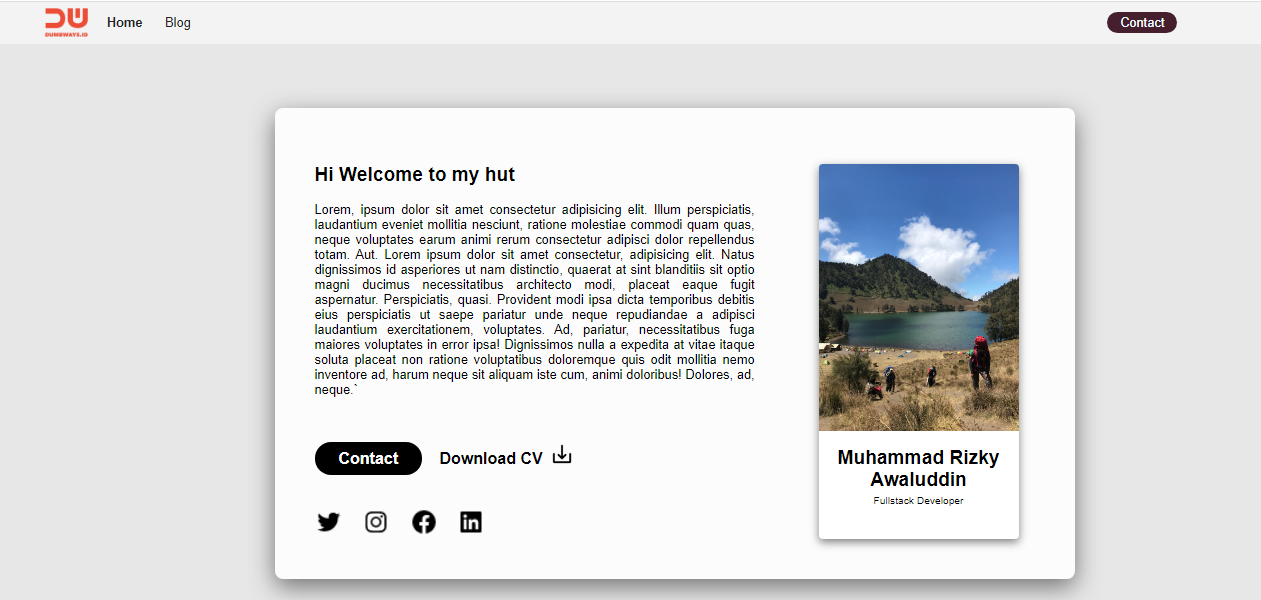 DW
DUMBWAYS.ID
Home
Blog
Contact
Hi Welcome to my hut
Lorem, ipsum dolor sit amet consectetur adipisicing elit. Illum perspiciatis,
laudantium eveniet mollitia nesciunt, ratione molestiae commodi quam quas,
neque voluptates earum animi rerum consectetur adipisci dolor repellendus
totam. Aut. Lorem ipsum dolor sit amet consectetur, adipisicing elit. Natus
dignissimos id asperiores ut nam distinctio, quaerat at sint blanditiis sit optio
magni ducimus necessitatibus architecto modi, placeat eaque fugit
aspernatur. Perspiciatis, quasi. Provident modi ipsa dicta temporibus debitis
eius perspiciatis ut saepe pariatur unde neque repudiandae a adipisci
laudantium exercitationem, voluptates. Ad, pariatur, necessitatibus fuga
maiores voluptates in error ipsa! Dignissimos nulla a expedita at vitae itaque
soluta placeat non ratione voluptatibus doloremque quis odit mollitia nemo
inventore ad, harum neque sit aliquam iste cum, animi doloribus! Dolores, ad,
neque.`
Contact
Download CV
Muhammad Rizky
Awaluddin
Fullstack Developer